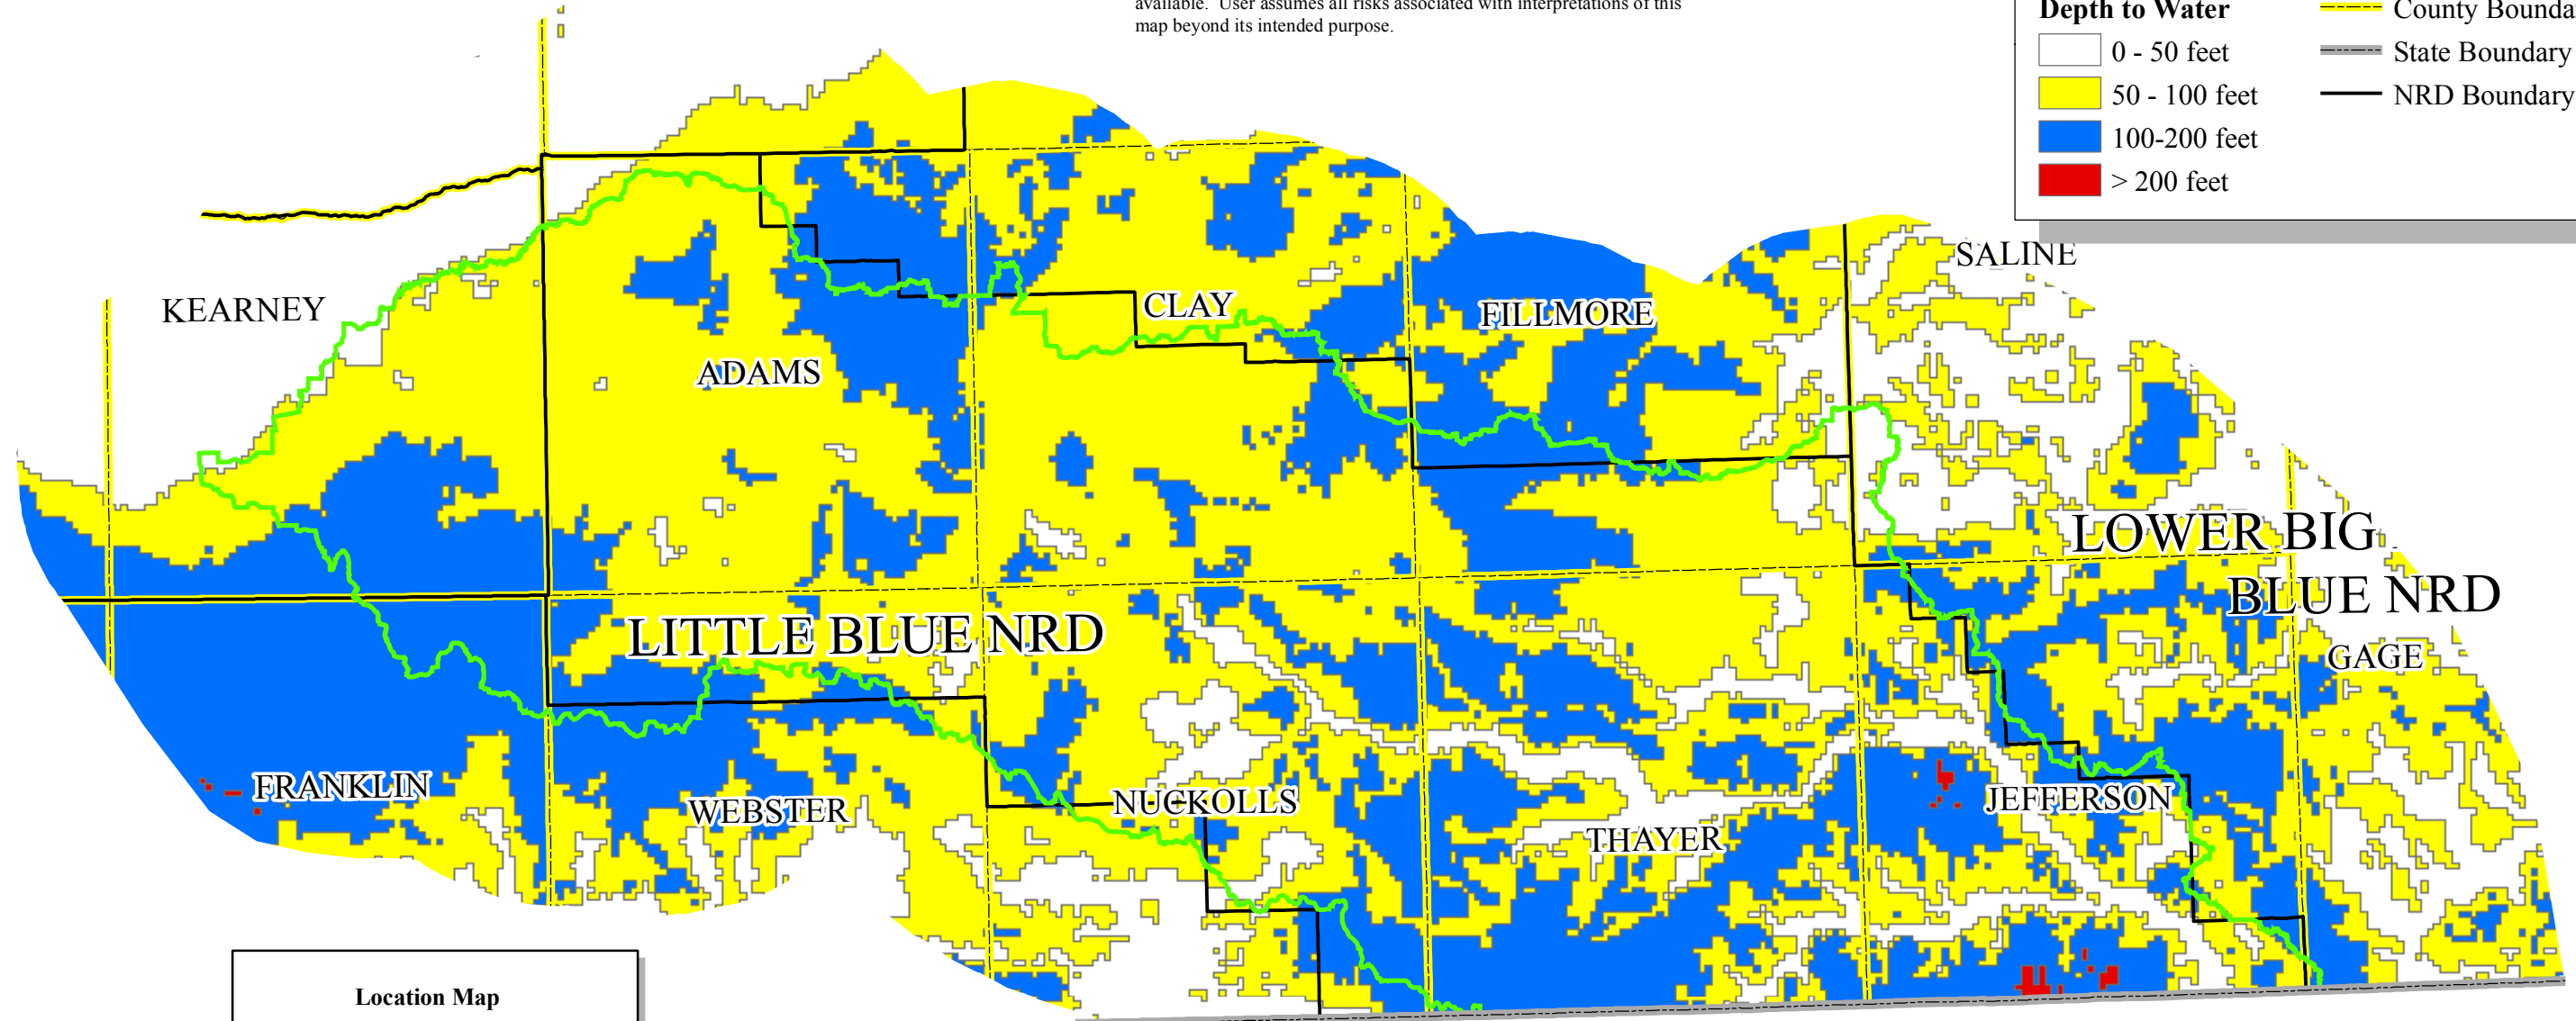 available. User assumes all risks associated with interpretations of this
map beyond its intended purpose.
Depth to Water
0 - 50 feet
50 - 100 feet
100-200 feet
> 200 feet
County Bounda
State Boundary
NRD Boundary
SALINE
KEARNEY
CLAY
FILLMORE
ADAMS
LOWER BIG
BLUE NRD
LITTLE BLUE NRD
GAGE
FRANKLIN
WEBSTER
NUCKOLLS
JEFFERSON
THAYER
Location Map